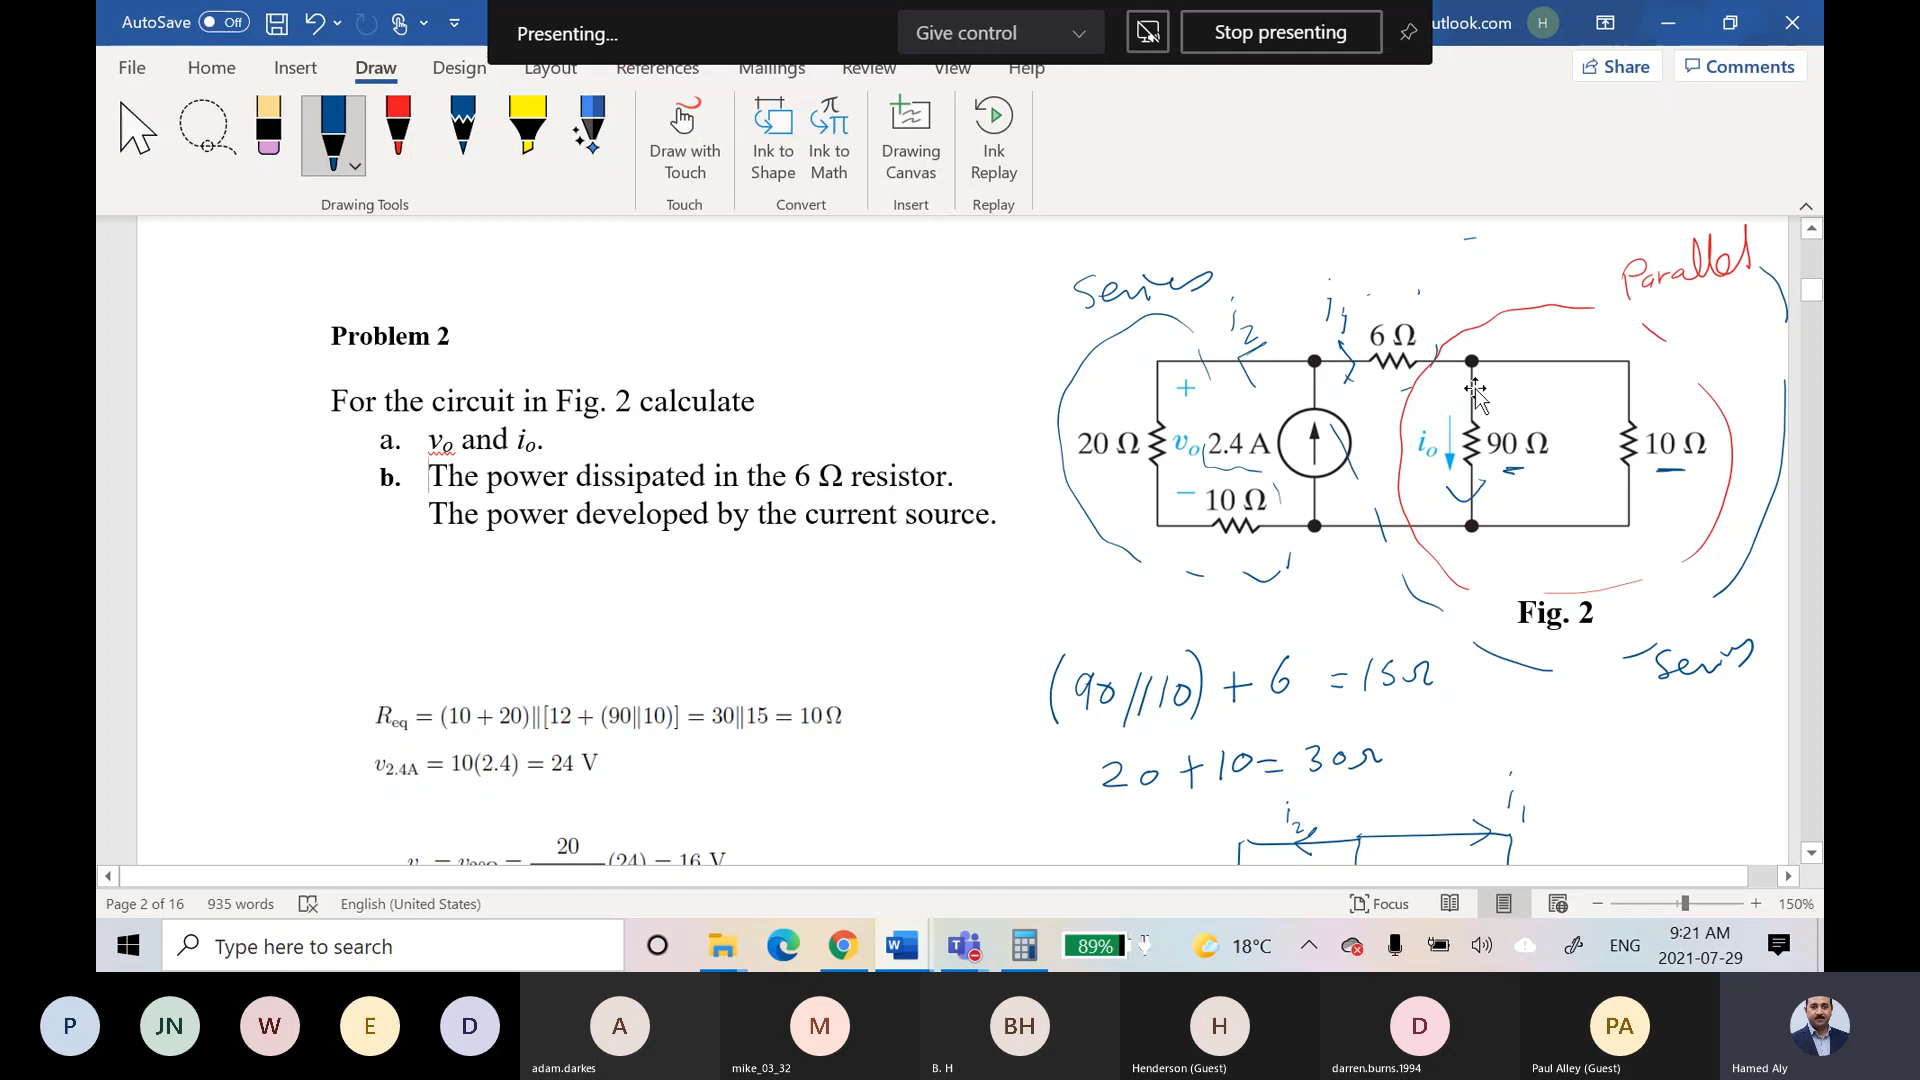 AutoSave Off
Presenting...
Give control
Stop presenting
utlook.com
H
File
Home
Insert
Draw
Design
Layout
References
Mailings
Review
View
Help
Share
Comments
Draw with Touch
Ink to Shape
Ink to Math
Drawing Canvas
Ink Replay
Drawing Tools
Touch
Convert
Insert
Replay
Problem 2
For the circuit in Fig. 2 calculate
a. vo and io.
b. The power dissipated in the 6 Ω resistor.
The power developed by the current source.
Series
Parallel
i2
i1
6 Ω
+
20 Ω
vo
2.4 A
io
90 Ω
10 Ω
−
10 Ω
Fig. 2
Series
(90//10) + 6 = 15Ω
20 + 10 = 30Ω
i2
i1
Req = (10 + 20)∥[12 + (90∥10)] = 30∥15 = 10 Ω
v2.4A = 10(2.4) = 24 V
20
(24) = 16 V
Page 2 of 16
935 words
English (United States)
Focus
150%
Type here to search
89%
18°C
ENG
9:21 AM
2021-07-29
P
JN
W
E
D
A
M
BH
H
D
PA
adam.darkes
mike_03_32
B. H
Henderson (Guest)
darren.burns.1994
Paul Alley (Guest)
Hamed Aly